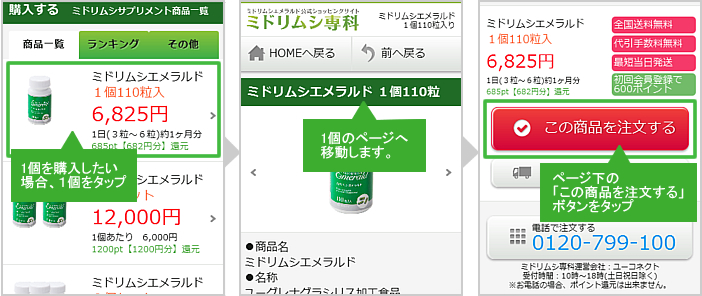 購入する ミドリムシサプリメント商品一覧
商品一覧
ランキング
その他
ミドリムシエメラルド
1個110粒入
6,825円
1日(3粒～6粒)約1ヶ月分
685pt【682円分】還元
1個を購入したい
場合、1個をタップ
ミドリムシエメラルド
ット
12,000円
1個あたり 6,000円
1200pt【1200円分】還元
ミドリムシエメラルド
ミドリムシエメラルド公式ショッピングサイト
ミドリムシ専科
ミドリムシエメラルド
1個110粒入り
HOMEへ戻る
前へ戻る
ミドリムシエメラルド 1個110粒
1個のページへ
移動します。
Emerald
●商品名
ミドリムシエメラルド
●名称
ユーグレナグラシリス加工食品
ミドリムシエメラルド
1個110粒入
6,825円
1日(3粒～6粒)約1ヶ月分
685pt【682円分】還元
全国送料無料
代引手数料無料
最短当日発送
初回会員登録で
600ポイント
この商品を注文する
ページ下の
「この商品を注文する」
ボタンをタップ
電話で注文する
0120-799-100
ミドリムシ専科運営会社：ユーコネクト
受付時間：10時～18時(土日祝日除く)
※お電話の場合、ポイント還元は出来ません。